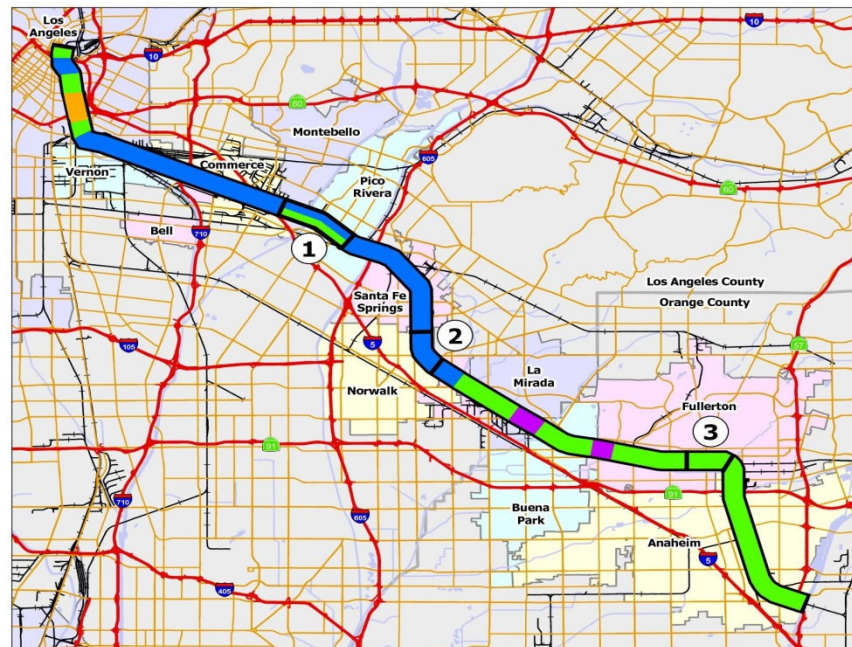 Los
Angeles
10
10
60
Montebello
605
Commerce
Vernon
Pico
Rivera
60
Bell
710
1
Los Angeles County
Orange County
Santa Fe
Springs
2
105
5
57
La
Mirada
Norwalk
Fullerton
3
91
710
605
91
Buena
Park
Anaheim
5
405